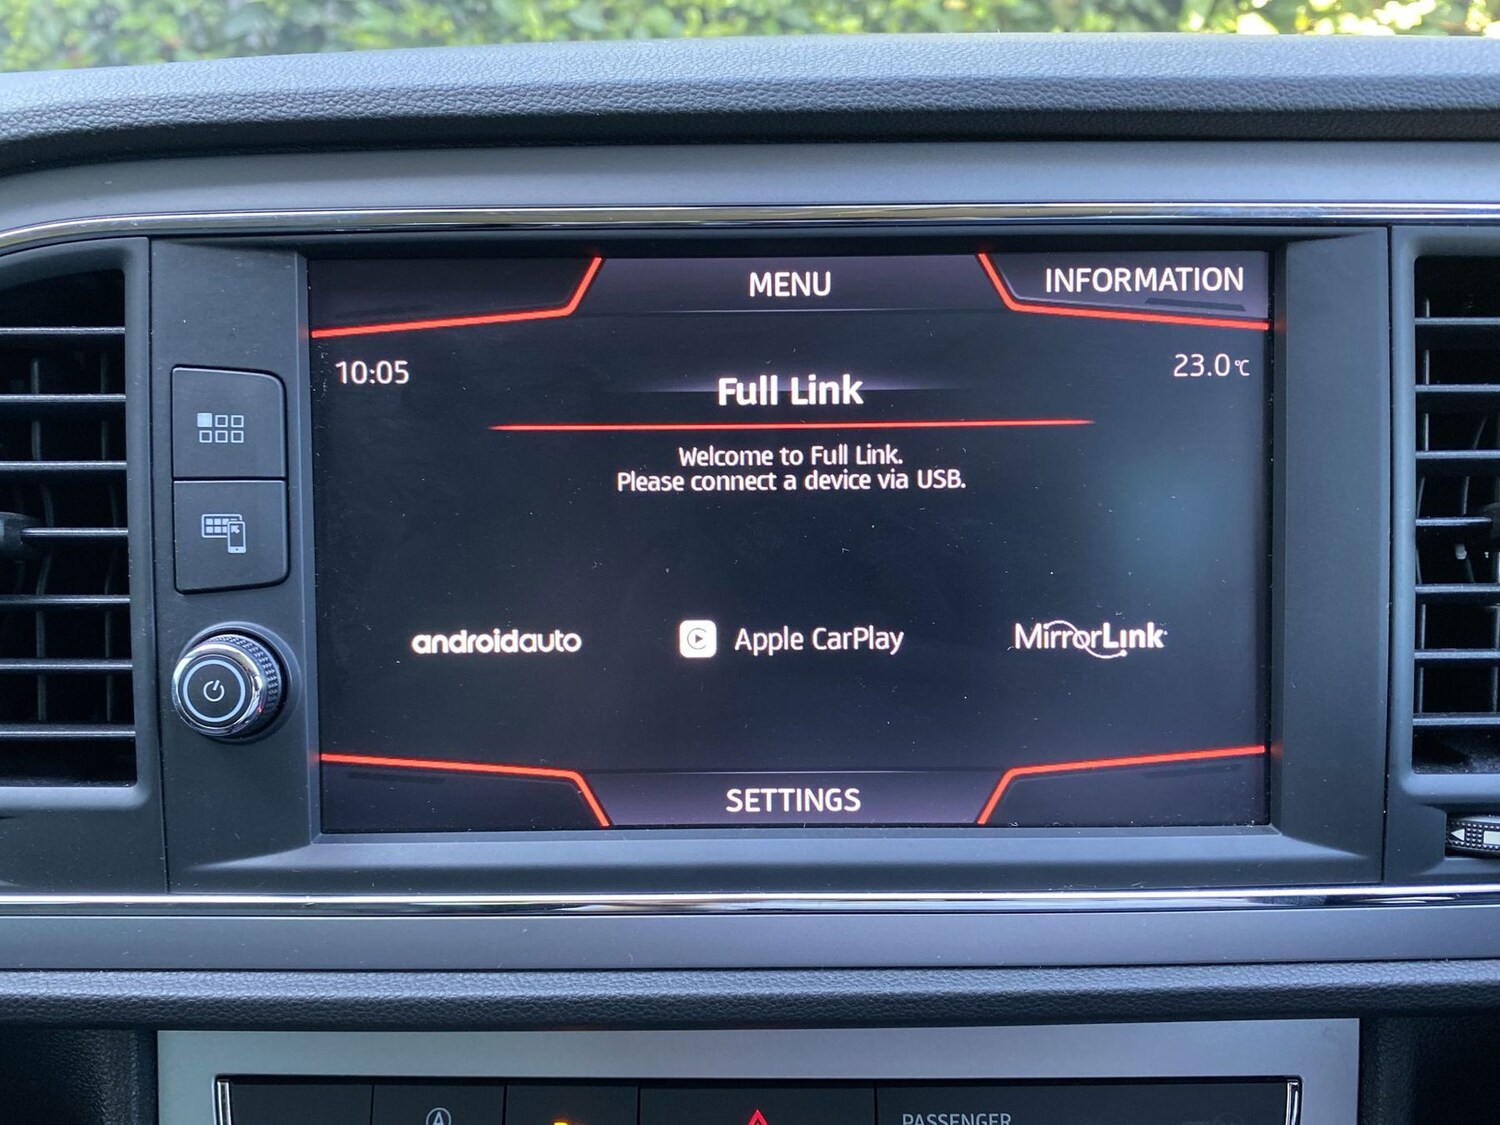 MENU
INFORMATION
10:05
23.0 °C
Full Link
Welcome to Full Link.
Please connect a device via USB.
androidauto
Apple CarPlay
MirrorLink
SETTINGS
A
PASSENGER